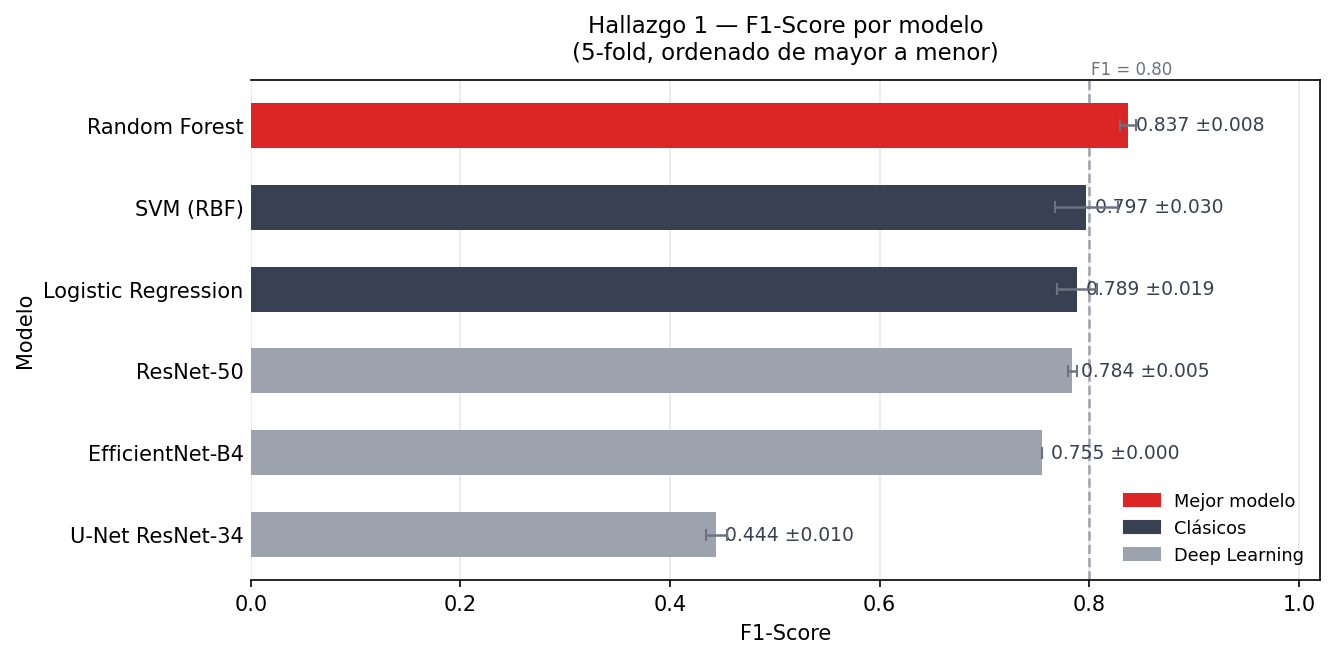 Hallazgo 1 — F1-Score por modelo
(5-fold, ordenado de mayor a menor)
F1 = 0.80
Modelo
Random Forest
0.837 ±0.008
SVM (RBF)
0.797 ±0.030
Logistic Regression
0.789 ±0.019
ResNet-50
0.784 ±0.005
EfficientNet-B4
0.755 ±0.000
U-Net ResNet-34
0.444 ±0.010
Mejor modelo
Clásicos
Deep Learning
0.0 0.2 0.4 0.6 0.8 1.0
F1-Score